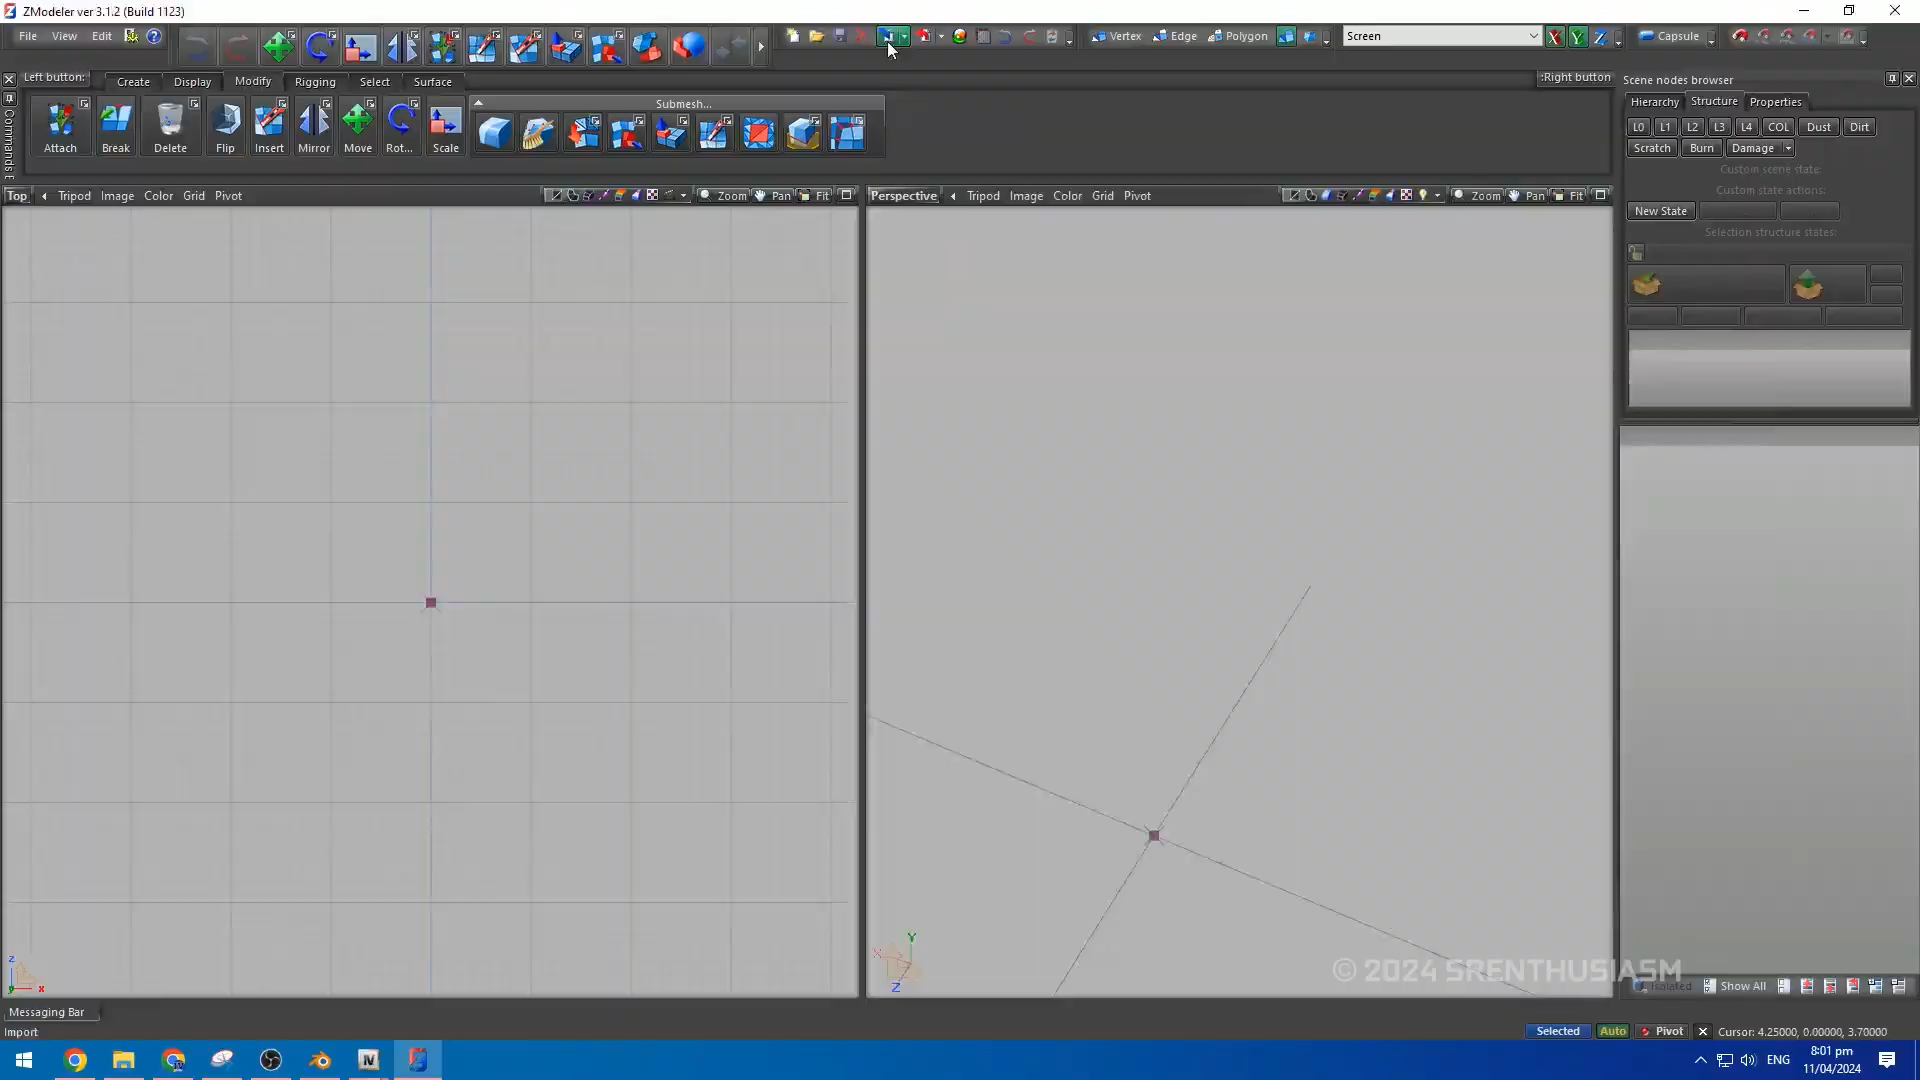 ZModeler ver 3.1.2 (Build 1123)
File View Edit
Vertex Edge Polygon Screen X Y Z Capsule
Left button: Create Display Modify Rigging Select Surface :Right button
Attach Break Delete Flip Insert Mirror Move Rot... Scale
Submesh...
Commands
Scene nodes browser
Hierarchy Structure Properties
L0 L1 L2 L3 L4 COL Dust Dirt
Scratch Burn Damage
Custom scene state:
Custom state actions:
New State
Selection structure states:
Top Tripod Image Color Grid Pivot Zoom Pan Fit
Perspective Tripod Image Color Grid Pivot Zoom Pan Fit
z
x
Y
X
Z
© 2024 SRENTHUSIASM
Isolated Show All
Messaging Bar
Import
Selected Auto Pivot Cursor: 4.25000, 0.00000, 3.70000
ENG
8:01 pm
11/04/2024